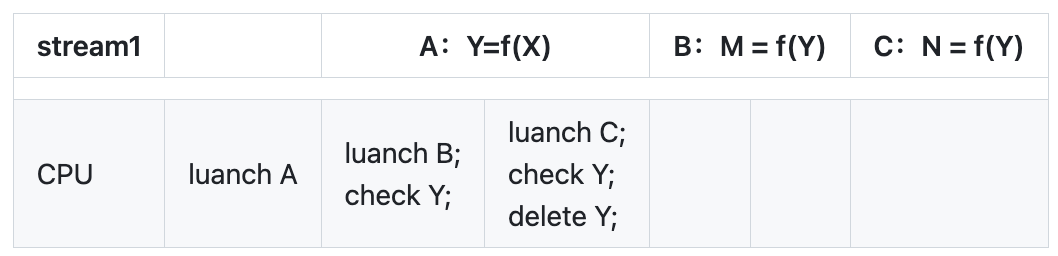 stream1 A：Y=f(X) B：M = f(Y) C：N = f(Y)
CPU
luanch A
luanch B;
check Y;
luanch C;
check Y;
delete Y;